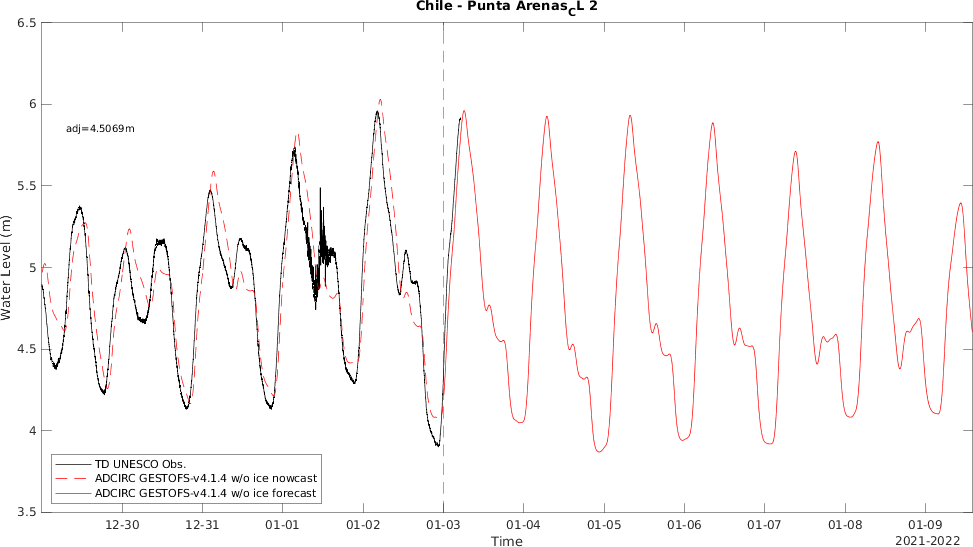 Chile - Punta Arenas_CL 2
6.5
6
5.5
5
4.5
4
3.5
Water Level (m)
adj=4.5069m
TD UNESCO Obs.
ADCIRC GESTOFS-v4.1.4 w/o ice nowcast
ADCIRC GESTOFS-v4.1.4 w/o ice forecast
12-30 12-31 01-01 01-02 01-03 01-04 01-05 01-06 01-07 01-08 01-09
Time
2021-2022